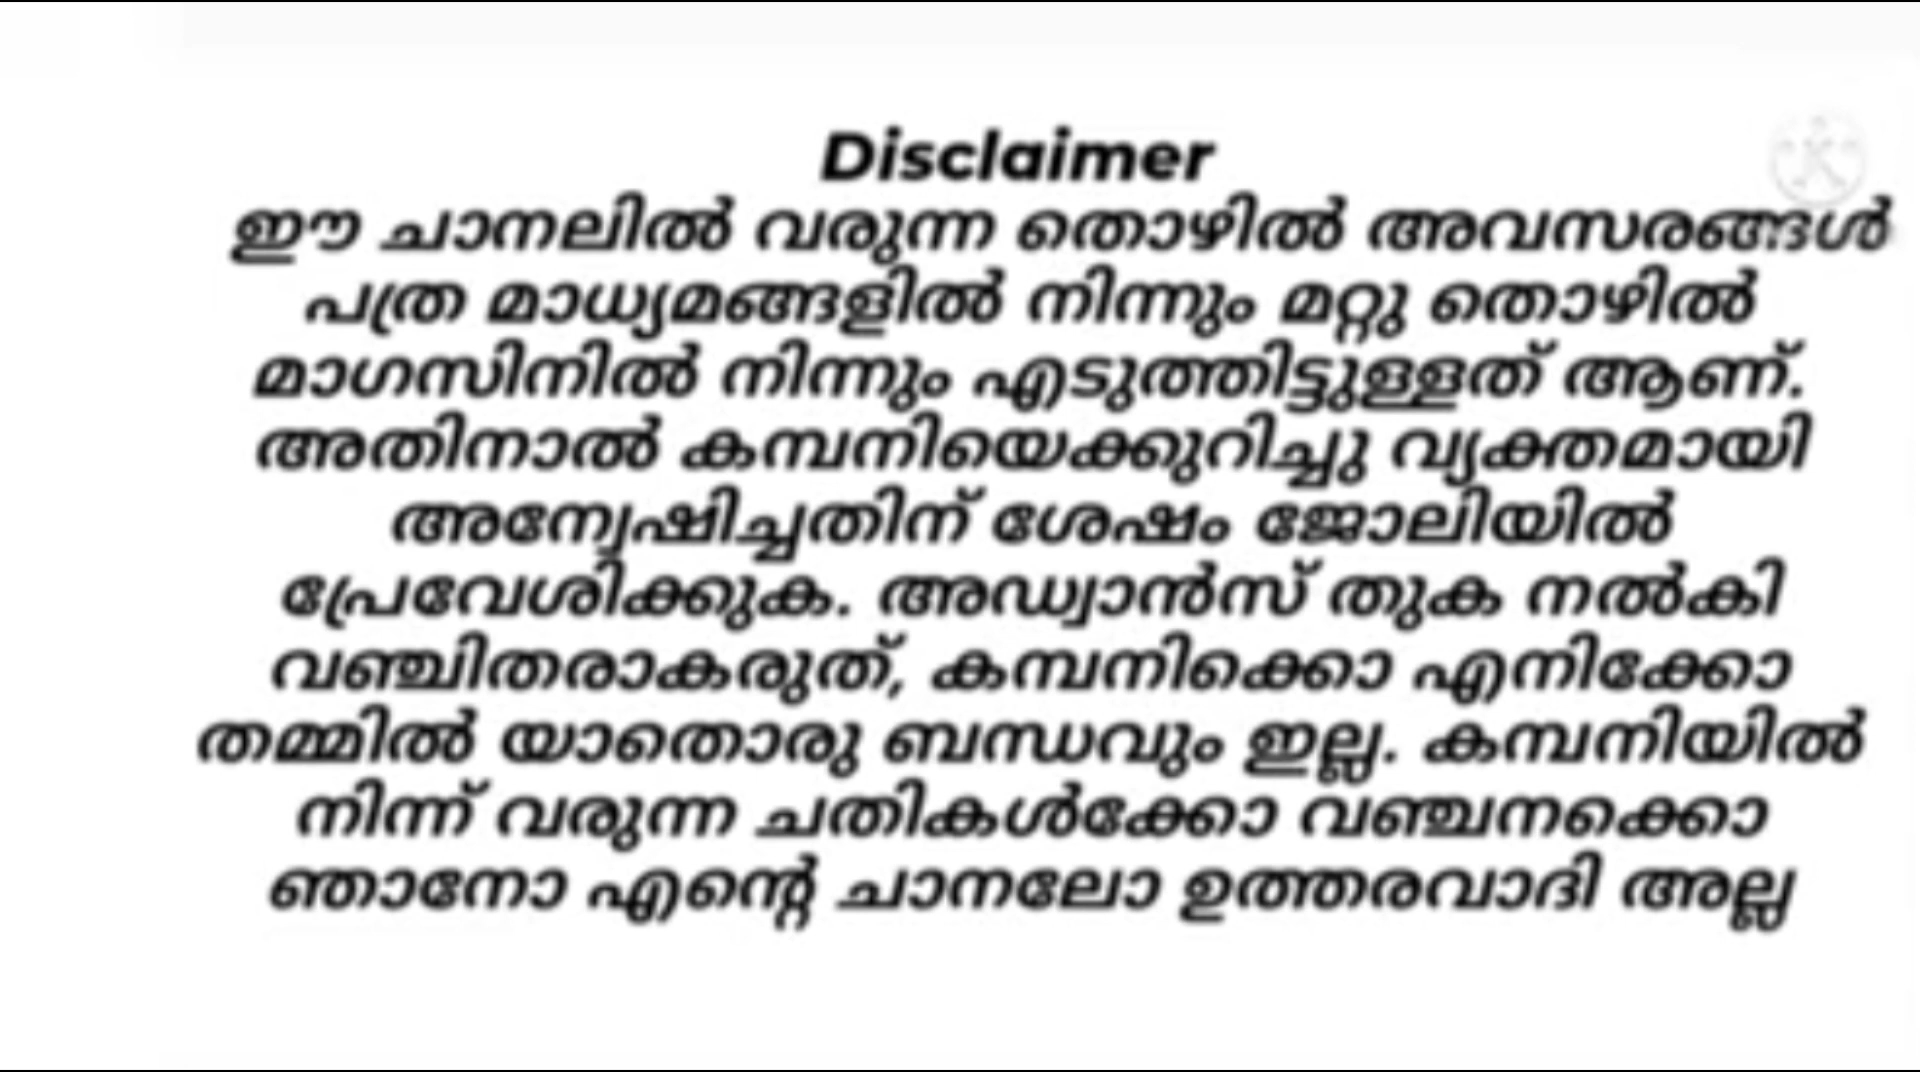 Disclaimer
ഈ ചാനലിൽ വരുന്ന തൊഴിൽ അവസരങ്ങൾ
പത്ര മാധ്യമങ്ങളിൽ നിന്നും മറ്റു തൊഴിൽ
മാഗസിനിൽ നിന്നും എടുത്തിട്ടുള്ളത് ആണ്.
അതിനാൽ കമ്പനിയെക്കുറിച്ചു വ്യക്തമായി
അന്വേഷിച്ചതിന് ശേഷം ജോലിയിൽ
പ്രേവേശിക്കുക. അഡ്വാൻസ് തുക നൽകി
വഞ്ചിതരാകരുത്, കമ്പനിക്കൊ എനിക്കോ
തമ്മിൽ യാതൊരു ബന്ധവും ഇല്ല. കമ്പനിയിൽ
നിന്ന് വരുന്ന ചതികൾക്കോ വഞ്ചനക്കൊ
ഞാനോ എന്റെ ചാനലോ ഉത്തരവാദി അല്ല
K